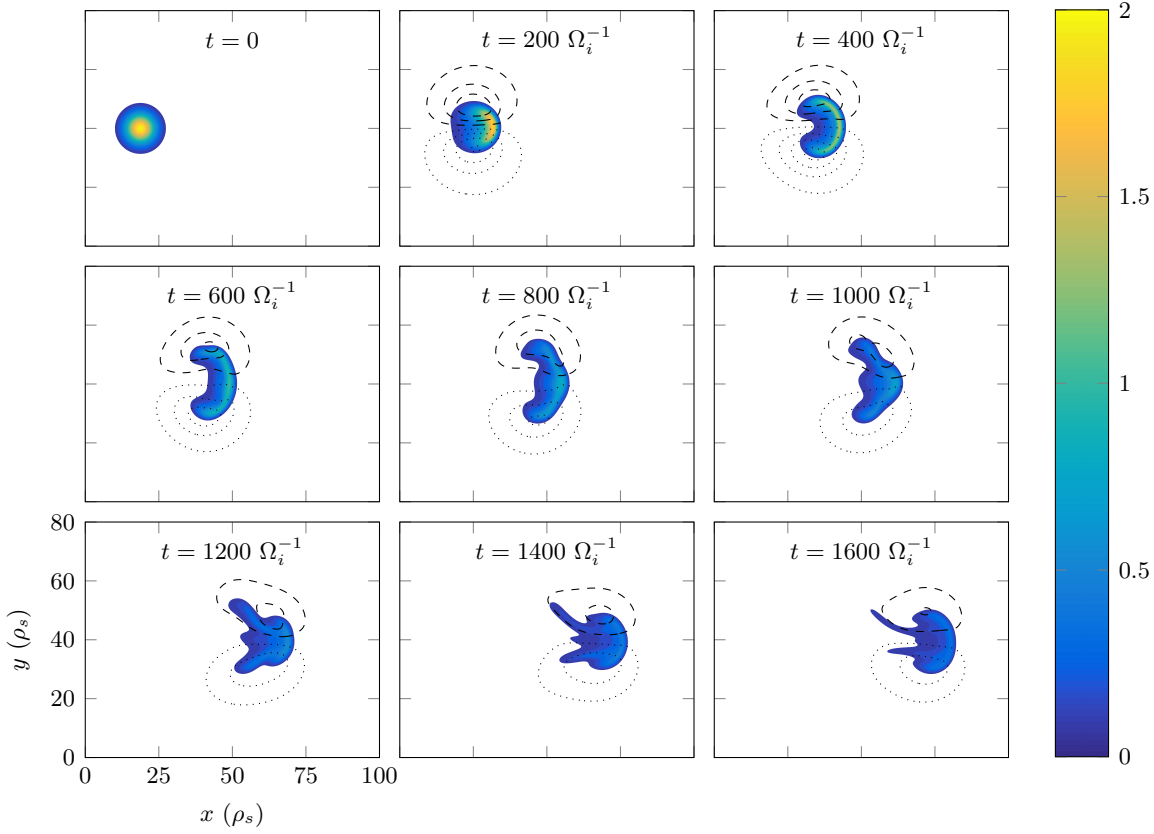 t = 0
t = 200 Ω_i^{-1}
t = 400 Ω_i^{-1}
t = 600 Ω_i^{-1}
t = 800 Ω_i^{-1}
t = 1000 Ω_i^{-1}
t = 1200 Ω_i^{-1}
t = 1400 Ω_i^{-1}
t = 1600 Ω_i^{-1}
80
60
40
20
0
y (ρ_s)
0 25 50 75 100
x (ρ_s)
2
1.5
1
0.5
0